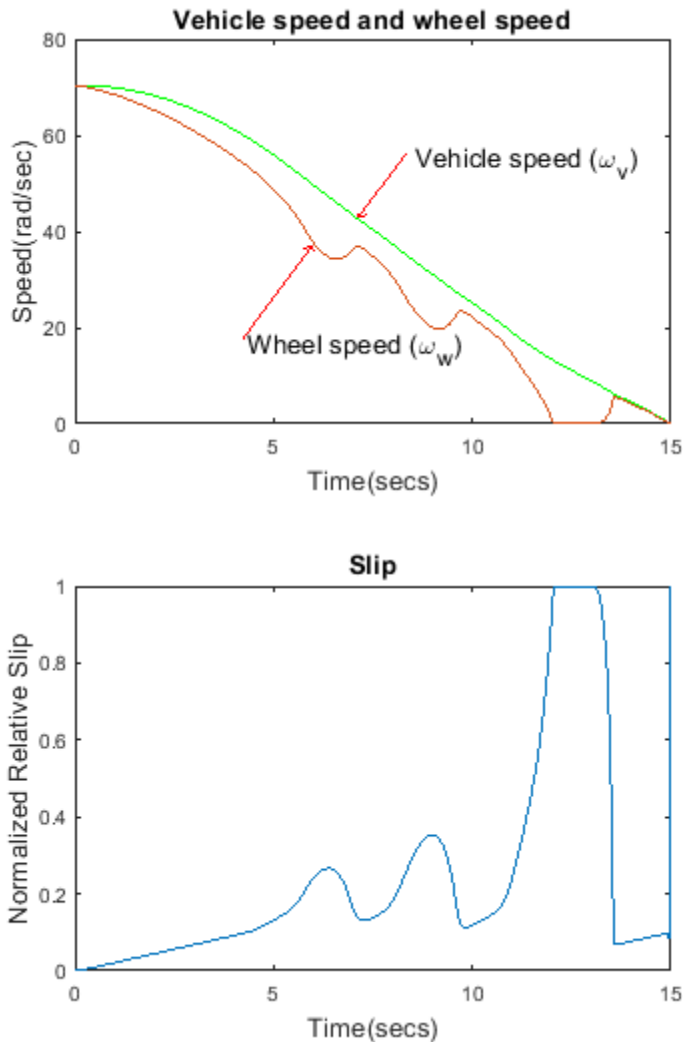 Vehicle speed and wheel speed
80
60
40
20
0
Speed(rad/sec)
Vehicle speed (ωv)
Wheel speed (ωw)
0 5 10 15
Time(secs)
Slip
1
0.8
0.6
0.4
0.2
0
Normalized Relative Slip
0 5 10 15
Time(secs)